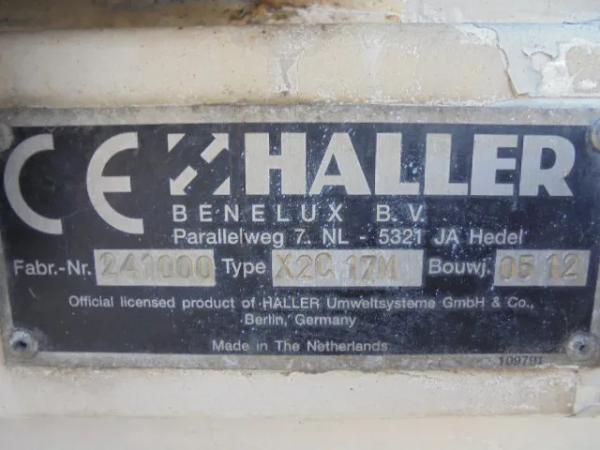 CE HALLER
BENELUX B.V.
Parallelweg 7. NL - 5321 JA Hedel
Fabr.-Nr. 241000 Type X2C 17M Bouwj. 05 12
Official licensed product of HALLER Umweltsysteme GmbH & Co.,
Berlin, Germany
Made in The Netherlands
109791